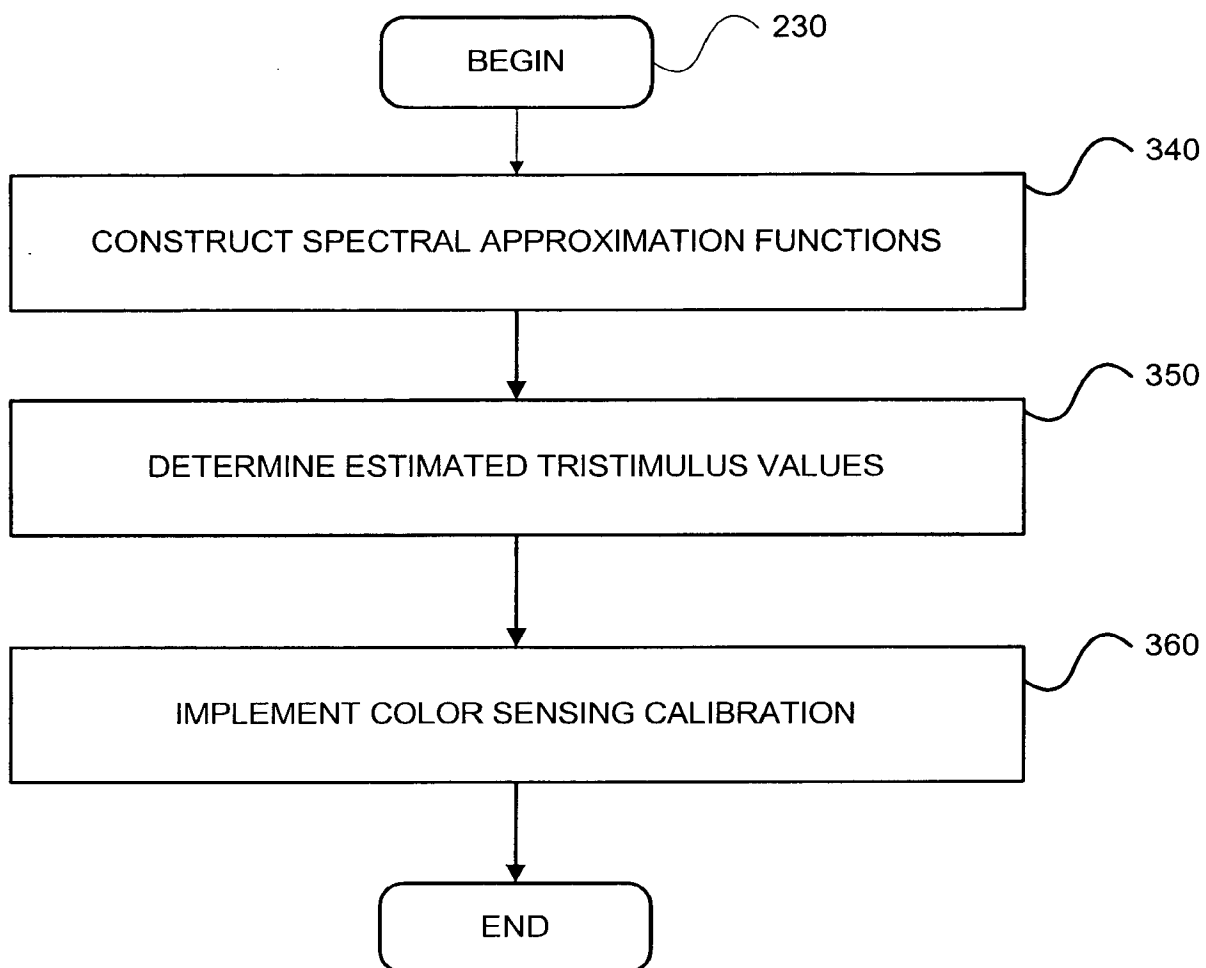 BEGIN
230
340
CONSTRUCT SPECTRAL APPROXIMATION FUNCTIONS
350
DETERMINE ESTIMATED TRISTIMULUS VALUES
360
IMPLEMENT COLOR SENSING CALIBRATION
END